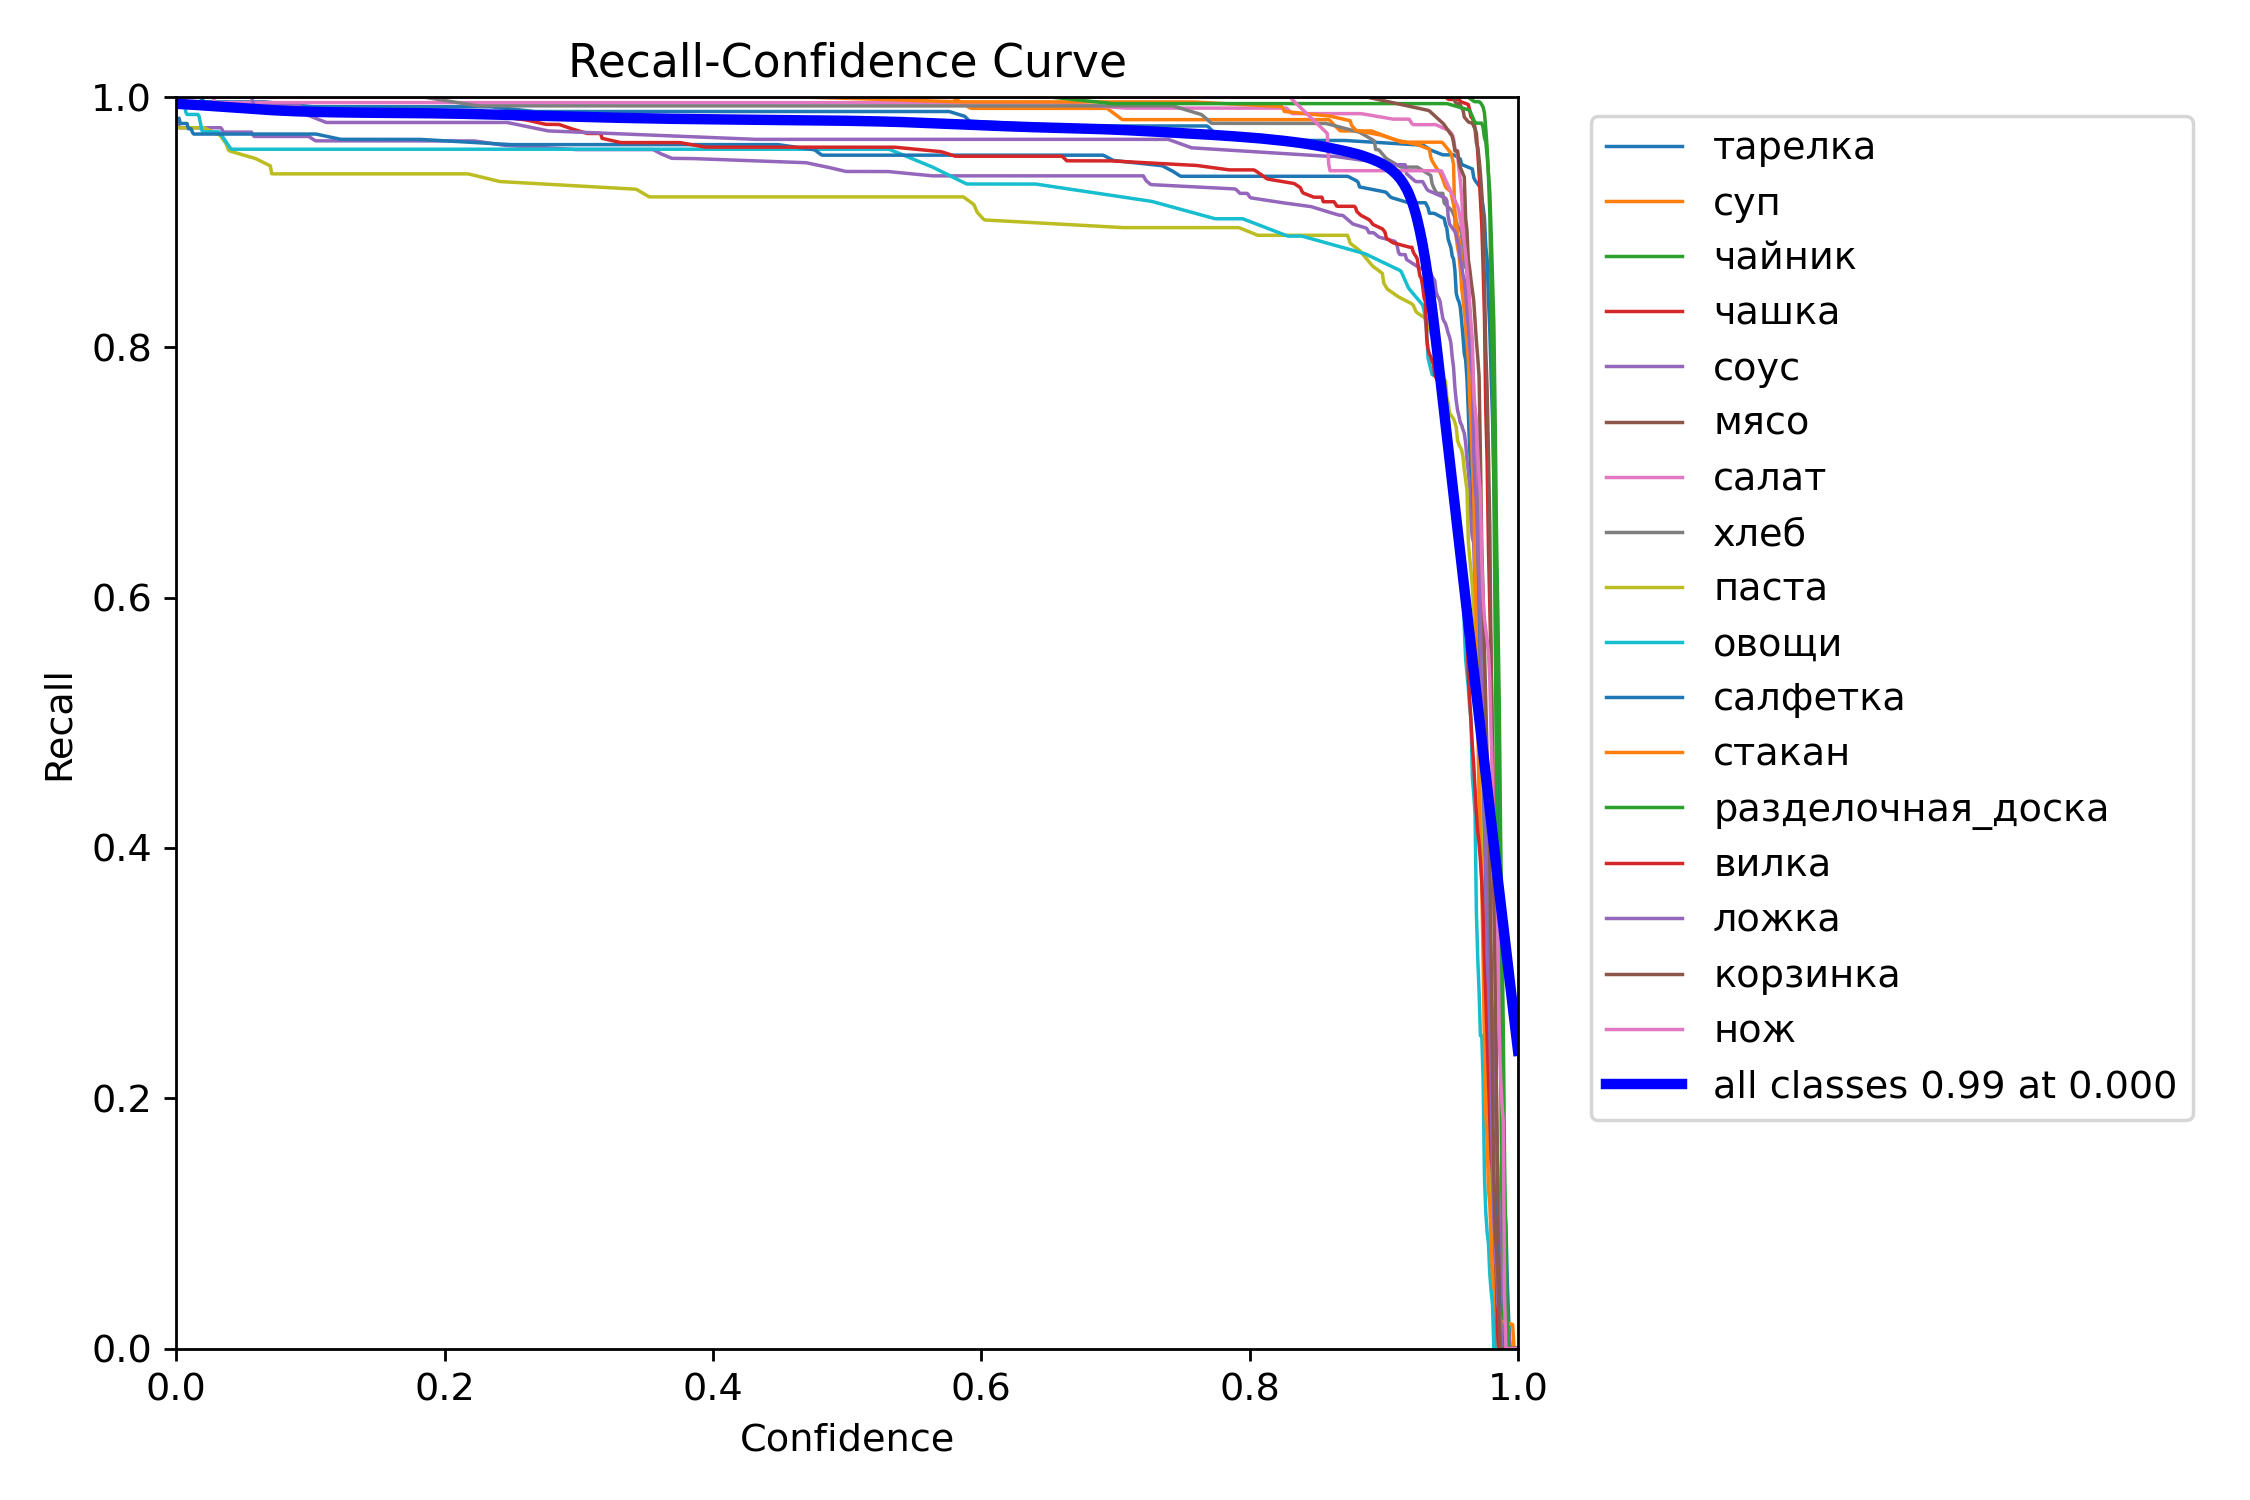 Recall-Confidence Curve
1.0
0.8
0.6
0.4
0.2
0.0
Recall
0.0 0.2 0.4 0.6 0.8 1.0
Confidence
тарелка
суп
чайник
чашка
соус
мясо
салат
хлеб
паста
овощи
салфетка
стакан
разделочная_доска
вилка
ложка
корзинка
нож
all classes 0.99 at 0.000